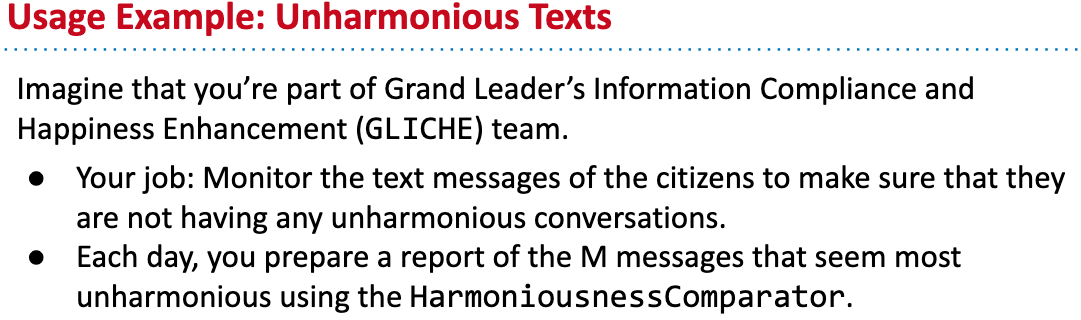 Usage Example: Unharmonious Texts
Imagine that you’re part of Grand Leader’s Information Compliance and
Happiness Enhancement (GLICHE) team.
● Your job: Monitor the text messages of the citizens to make sure that they
are not having any unharmonious conversations.
● Each day, you prepare a report of the M messages that seem most
unharmonious using the HarmoniousnessComparator.